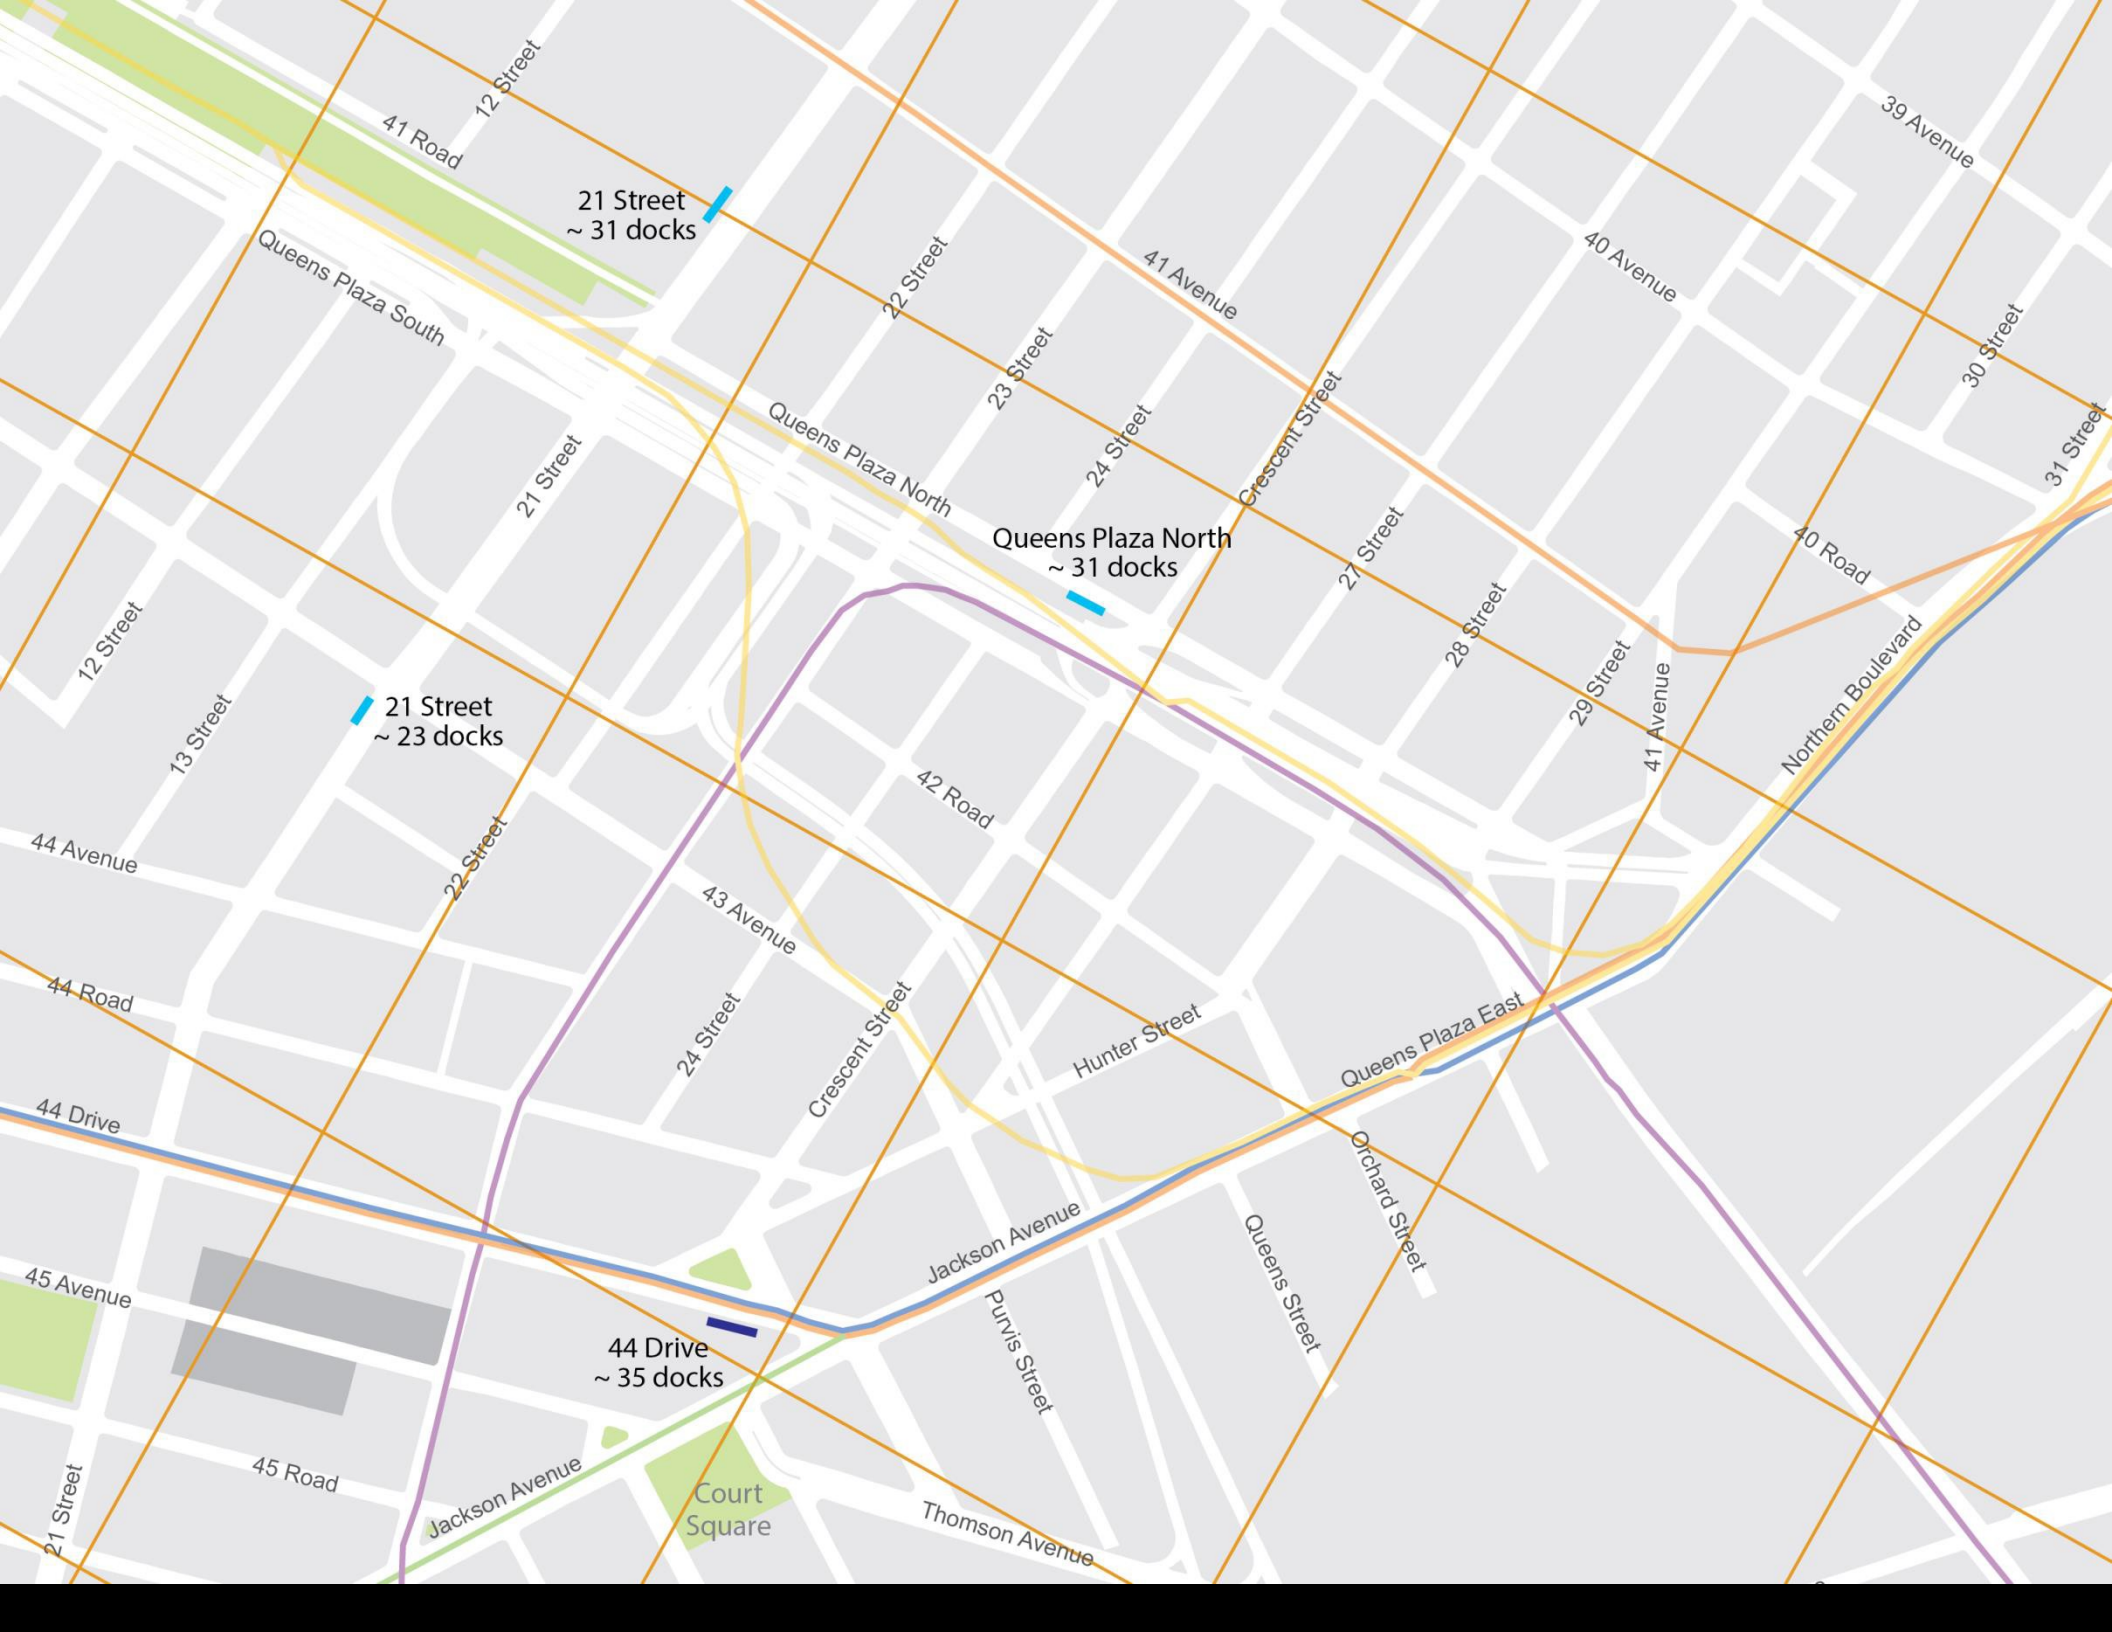 12 Street
41 Road
39 Avenue
21 Street
~ 31 docks
Queens Plaza South
22 Street
41 Avenue
40 Avenue
30 Street
23 Street
24 Street
Crescent Street
31 Street
Queens Plaza North
21 Street
Queens Plaza North
~ 31 docks
27 Street
40 Road
28 Street
29 Street
41 Avenue
Northern Boulevard
12 Street
13 Street
21 Street
~ 23 docks
42 Road
44 Avenue
22 Street
43 Avenue
44 Road
24 Street
Crescent Street
Hunter Street
Queens Plaza East
44 Drive
Orchard Street
Jackson Avenue
Queens Street
45 Avenue
Purvis Street
44 Drive
~ 35 docks
45 Road
21 Street
Jackson Avenue
Court
Square
Thomson Avenue